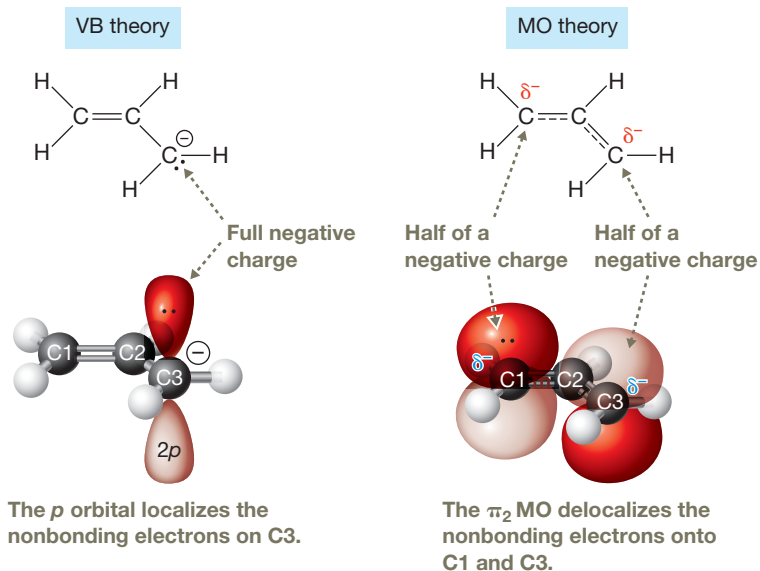 VB theory
H H
C C
H C H
H
Full negative
charge
C1 C2 C3
2p
The p orbital localizes the
nonbonding electrons on C3.
MO theory
H δ− H
C C δ−
H C H
H
Half of a
negative charge
Half of a
negative charge
δ− C1 C2 C3 δ−
The π₂ MO delocalizes the
nonbonding electrons onto
C1 and C3.